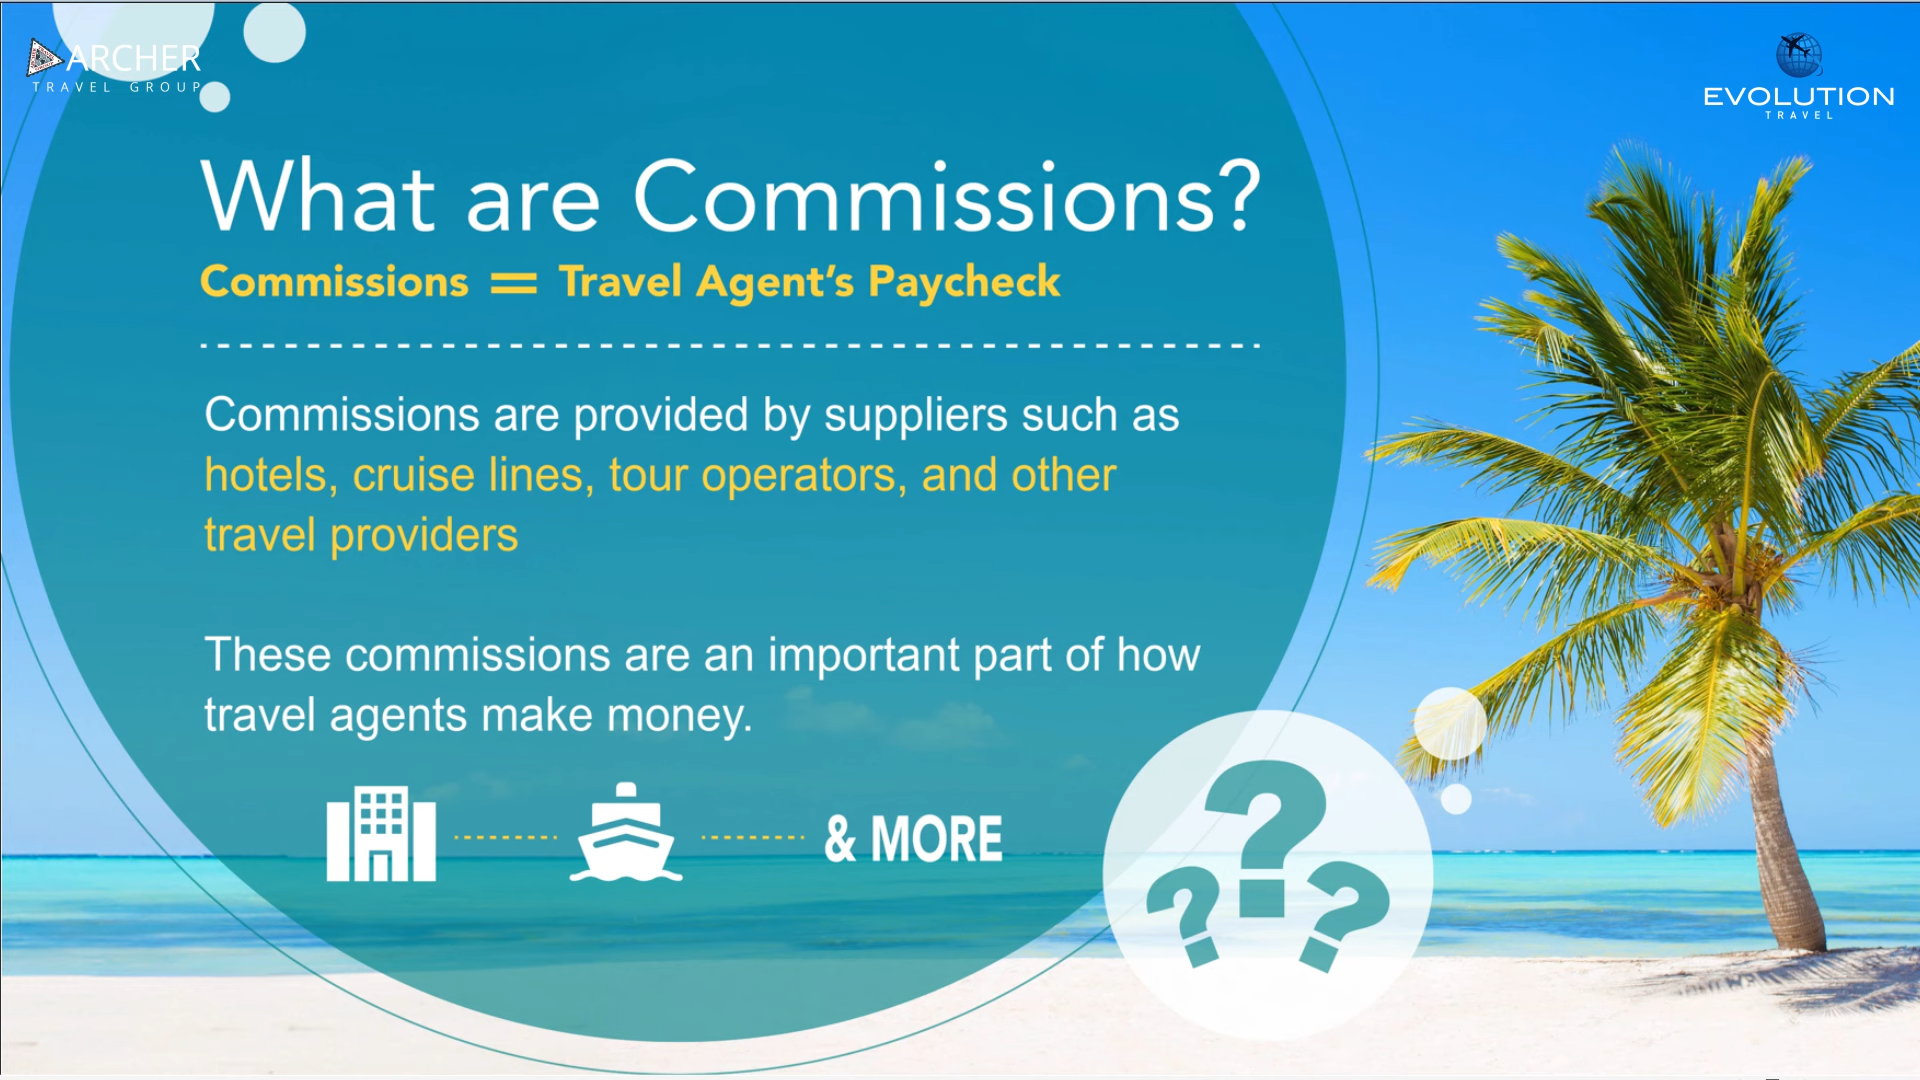 ARCHER
TRAVEL GROUP
EVOLUTION
TRAVEL
What are Commissions?
Commissions = Travel Agent's Paycheck
Commissions are provided by suppliers such as
hotels, cruise lines, tour operators, and other
travel providers
These commissions are an important part of how
travel agents make money.
& MORE
? ? ?